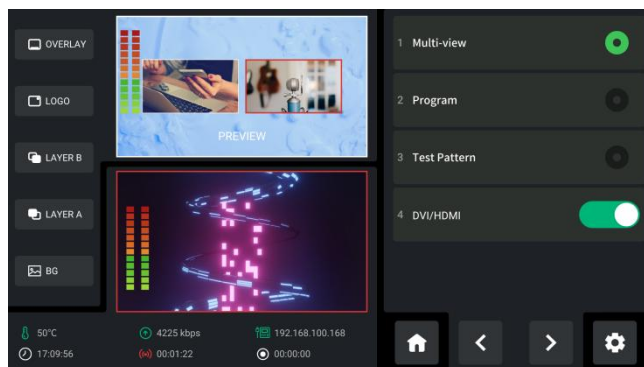 OVERLAY
LOGO
LAYER B
LAYER A
BG
PREVIEW
1 Multi-view
2 Program
3 Test Pattern
4 DVI/HDMI
50°C
4225 kbps
192.168.100.168
17:09:56
00:01:22
00:00:00